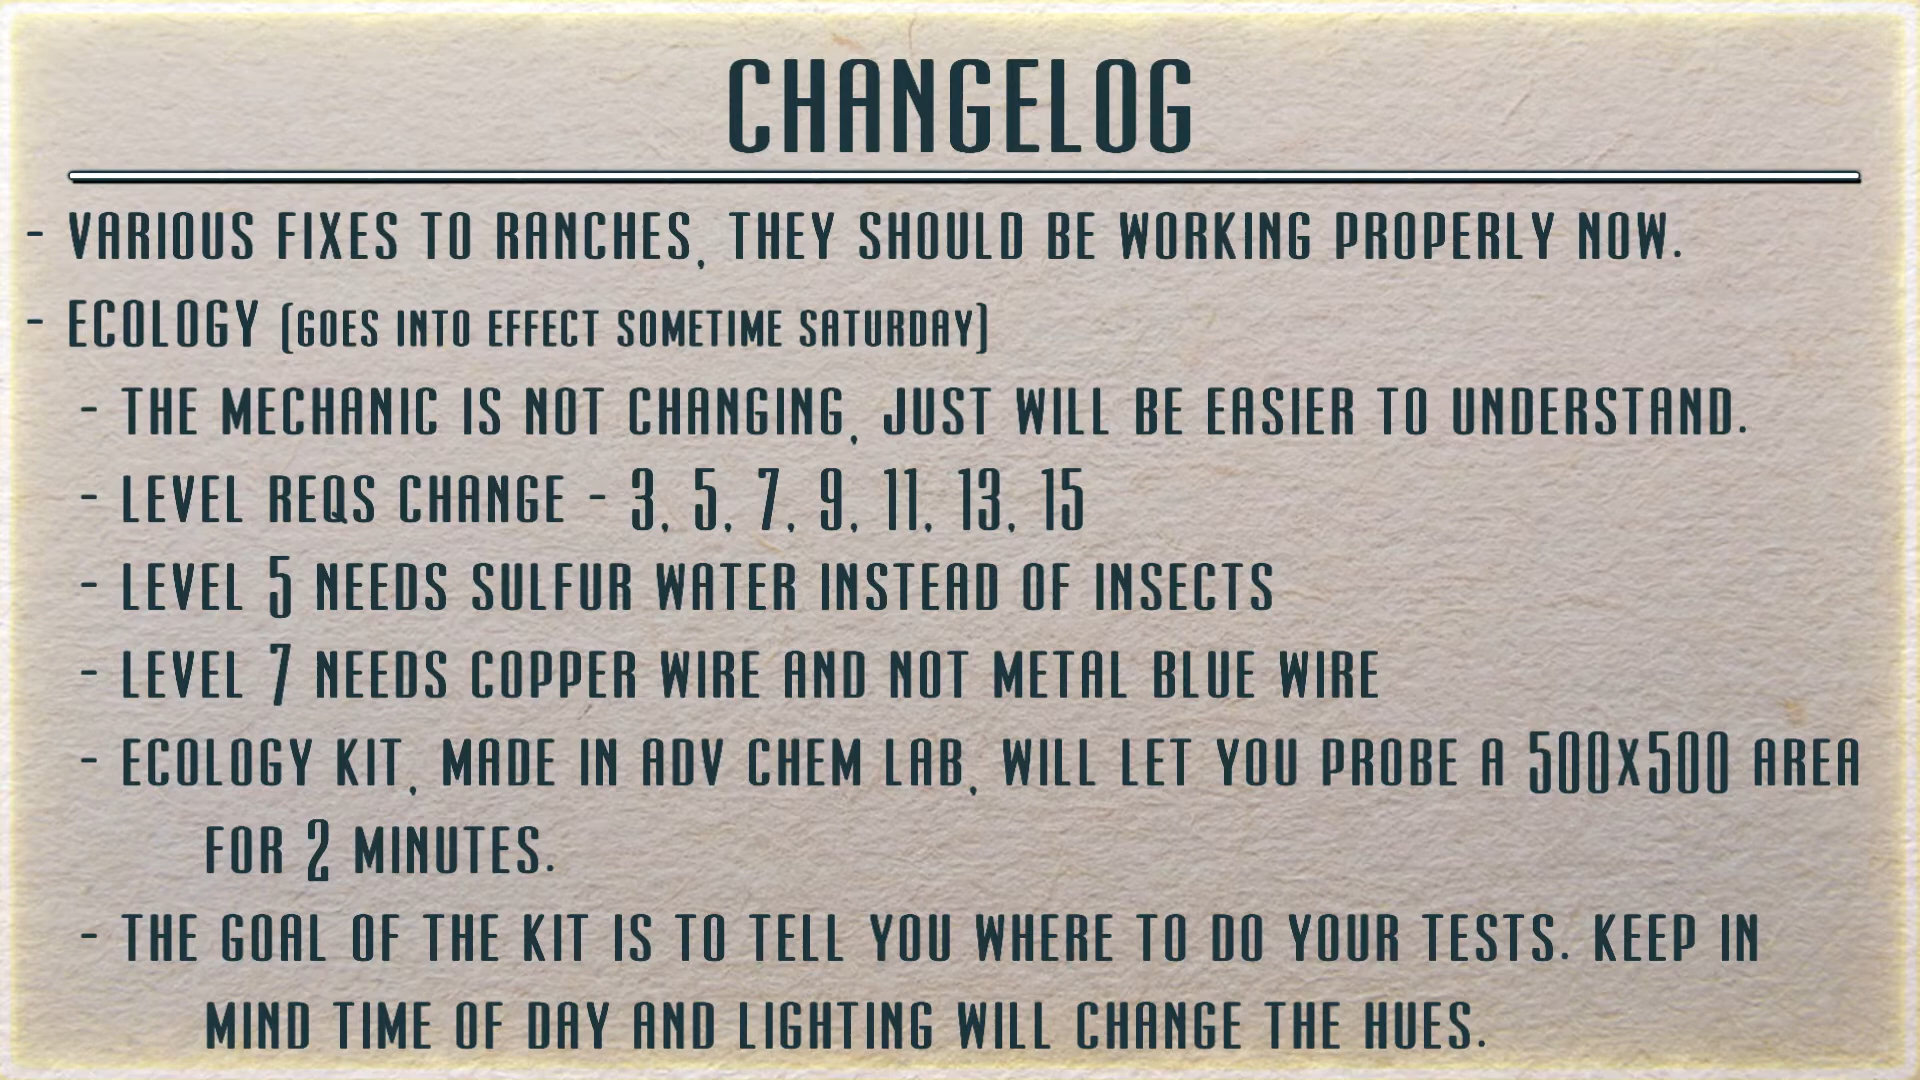 CHANGELOG
- VARIOUS FIXES TO RANCHES, THEY SHOULD BE WORKING PROPERLY NOW.
- ECOLOGY (GOES INTO EFFECT SOMETIME SATURDAY)
- THE MECHANIC IS NOT CHANGING, JUST WILL BE EASIER TO UNDERSTAND.
- LEVEL REQS CHANGE - 3, 5, 7, 9, 11, 13, 15
- LEVEL 5 NEEDS SULFUR WATER INSTEAD OF INSECTS
- LEVEL 7 NEEDS COPPER WIRE AND NOT METAL BLUE WIRE
- ECOLOGY KIT, MADE IN ADV CHEM LAB, WILL LET YOU PROBE A 500X500 AREA
FOR 2 MINUTES.
- THE GOAL OF THE KIT IS TO TELL YOU WHERE TO DO YOUR TESTS. KEEP IN
MIND TIME OF DAY AND LIGHTING WILL CHANGE THE HUES.